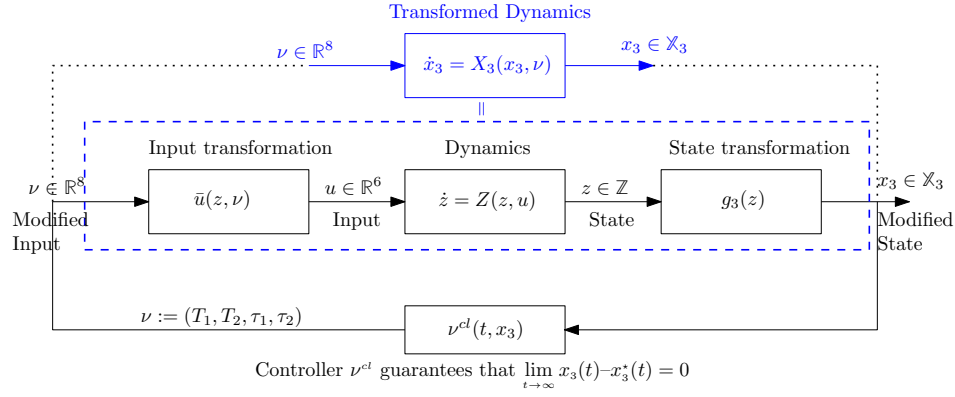 Transformed Dynamics
ν ∈ ℝ⁸
ẋ₃ = X₃(x₃, ν)
x₃ ∈ 𝕏₃
=
Input transformation
Dynamics
State transformation
ν ∈ ℝ⁸
ū(z, ν)
u ∈ ℝ⁶
ż = Z(z, u)
z ∈ ℤ
g₃(z)
x₃ ∈ 𝕏₃
Modified
Input
Input
State
Modified
State
ν := (T₁, T₂, τ₁, τ₂)
ν^{cl}(t, x₃)
Controller ν^{cl} guarantees that lim_{t→∞} x₃(t)–x₃^⋆(t) = 0